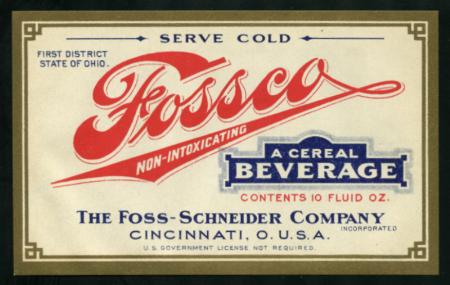 SERVE COLD
FIRST DISTRICT
STATE OF OHIO.
Fossco
NON-INTOXICATING
A CEREAL
BEVERAGE
CONTENTS 10 FLUID OZ.
THE FOSS-SCHNEIDER COMPANY
INCORPORATED
CINCINNATI, O. U.S.A.
U.S. GOVERNMENT LICENSE NOT REQUIRED.